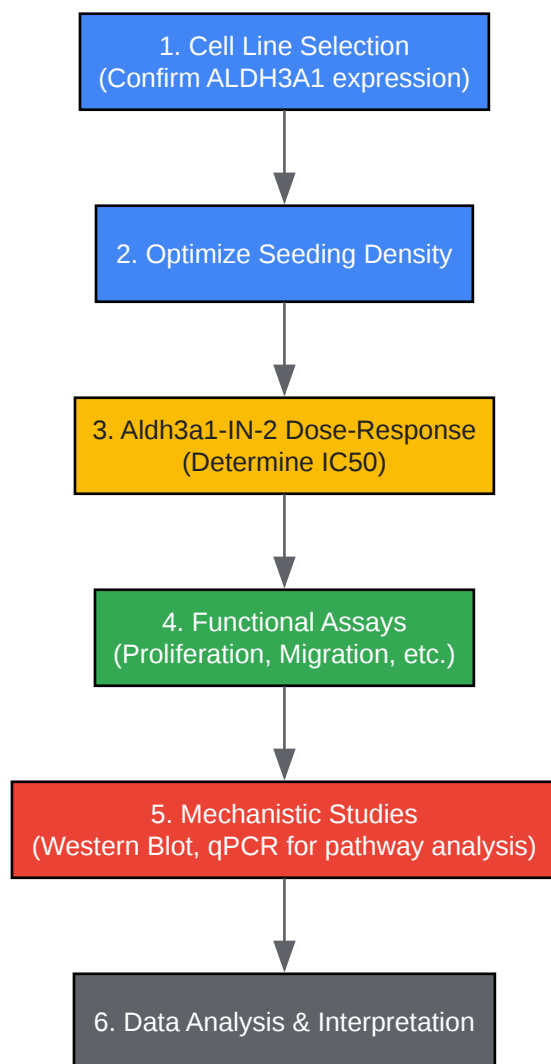 1. Cell Line Selection
(Confirm ALDH3A1 expression)
2. Optimize Seeding Density
3. Aldh3a1-IN-2 Dose-Response
(Determine IC50)
4. Functional Assays
(Proliferation, Migration, etc.)
5. Mechanistic Studies
(Western Blot, qPCR for pathway analysis)
6. Data Analysis & Interpretation